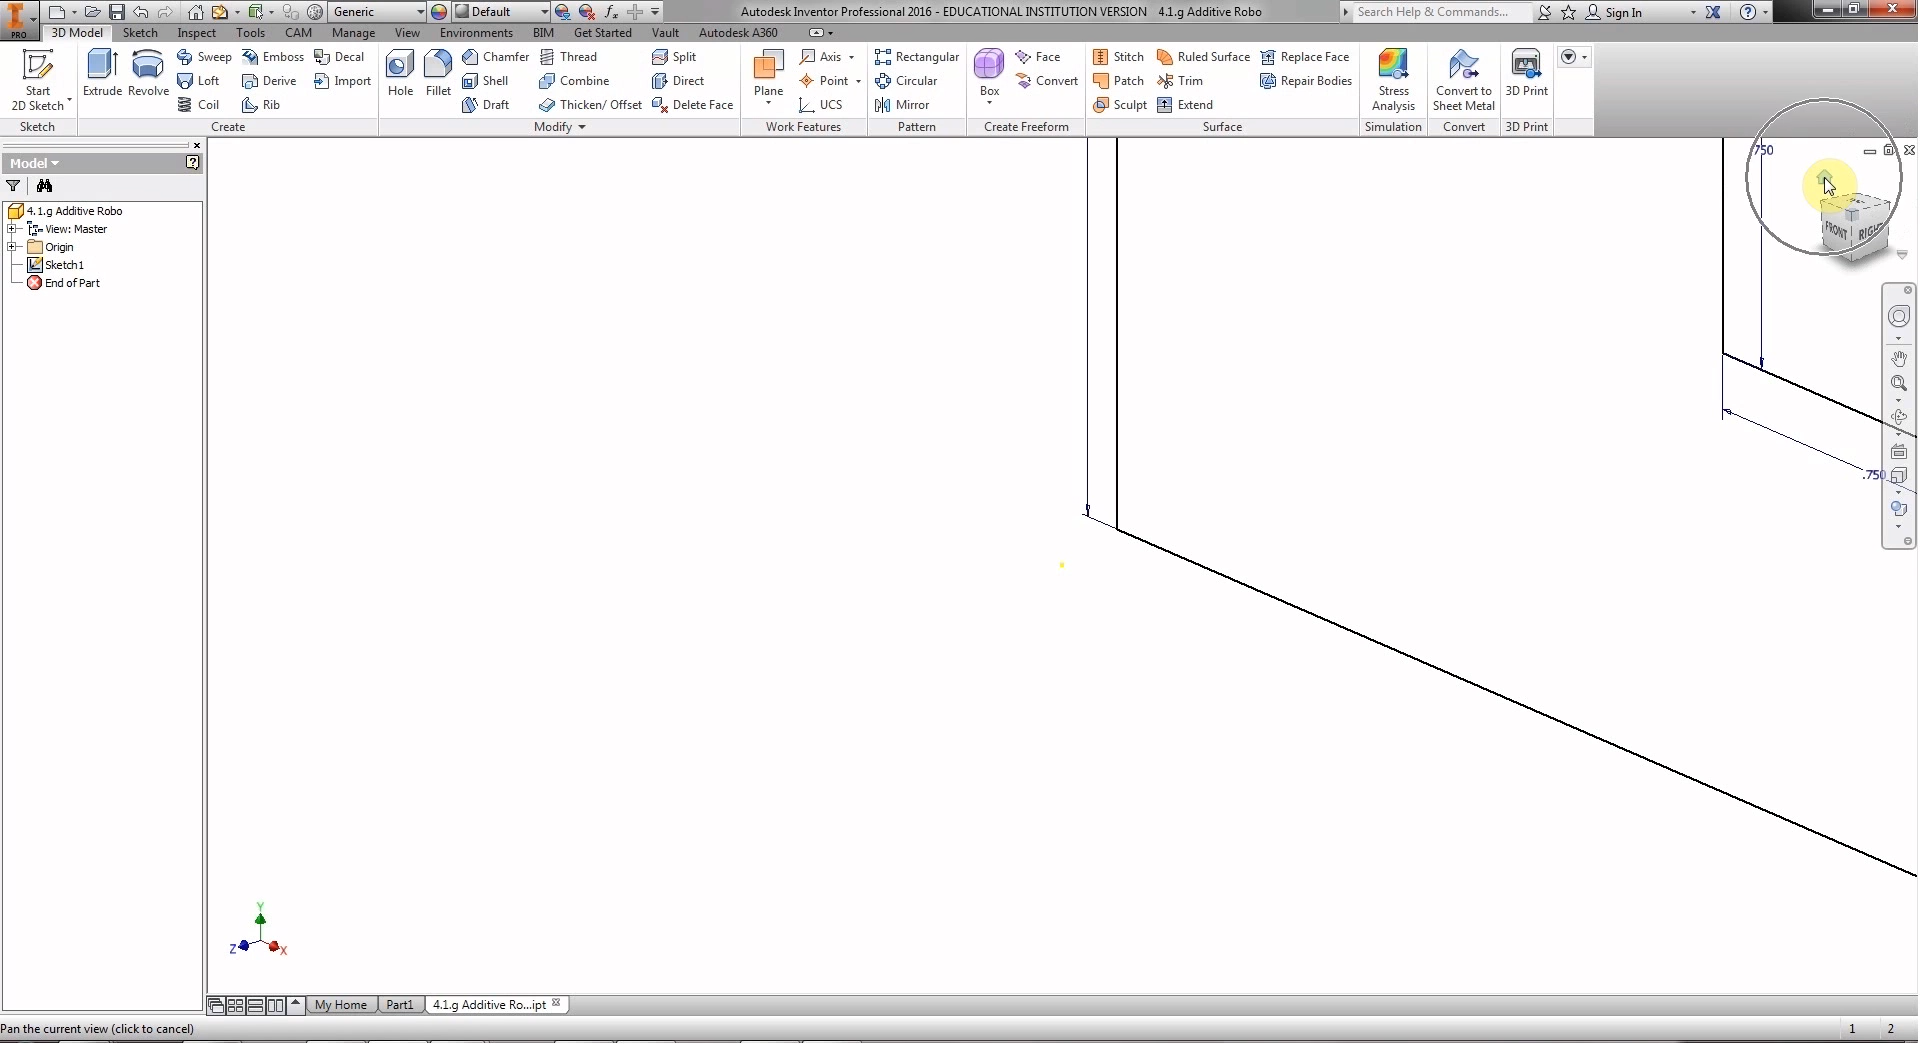 PRO
Generic
Default
Autodesk Inventor Professional 2016 - EDUCATIONAL INSTITUTION VERSION 4.1.g Additive Robo
Search Help & Commands...
Sign In
3D Model Sketch Inspect Tools CAM Manage View Environments BIM Get Started Vault Autodesk A360
Start
2D Sketch
Sketch
Extrude
Revolve
Sweep
Loft
Coil
Emboss
Derive
Rib
Decal
Import
Create
Hole
Fillet
Chamfer
Shell
Draft
Thread
Combine
Thicken/ Offset
Split
Direct
Delete Face
Modify
Plane
Axis
Point
UCS
Work Features
Rectangular
Circular
Mirror
Pattern
Box
Face
Convert
Create Freeform
Stitch
Patch
Sculpt
Ruled Surface
Trim
Extend
Replace Face
Repair Bodies
Surface
Stress
Analysis
Simulation
Convert to
Sheet Metal
Convert
3D Print
3D Print
Model
4.1.g Additive Robo
View: Master
Origin
Sketch1
End of Part
750
FRONT
RIGHT
.750
Y
Z
X
My Home
Part1
4.1.g Additive Ro...ipt
Pan the current view (click to cancel)
1
2